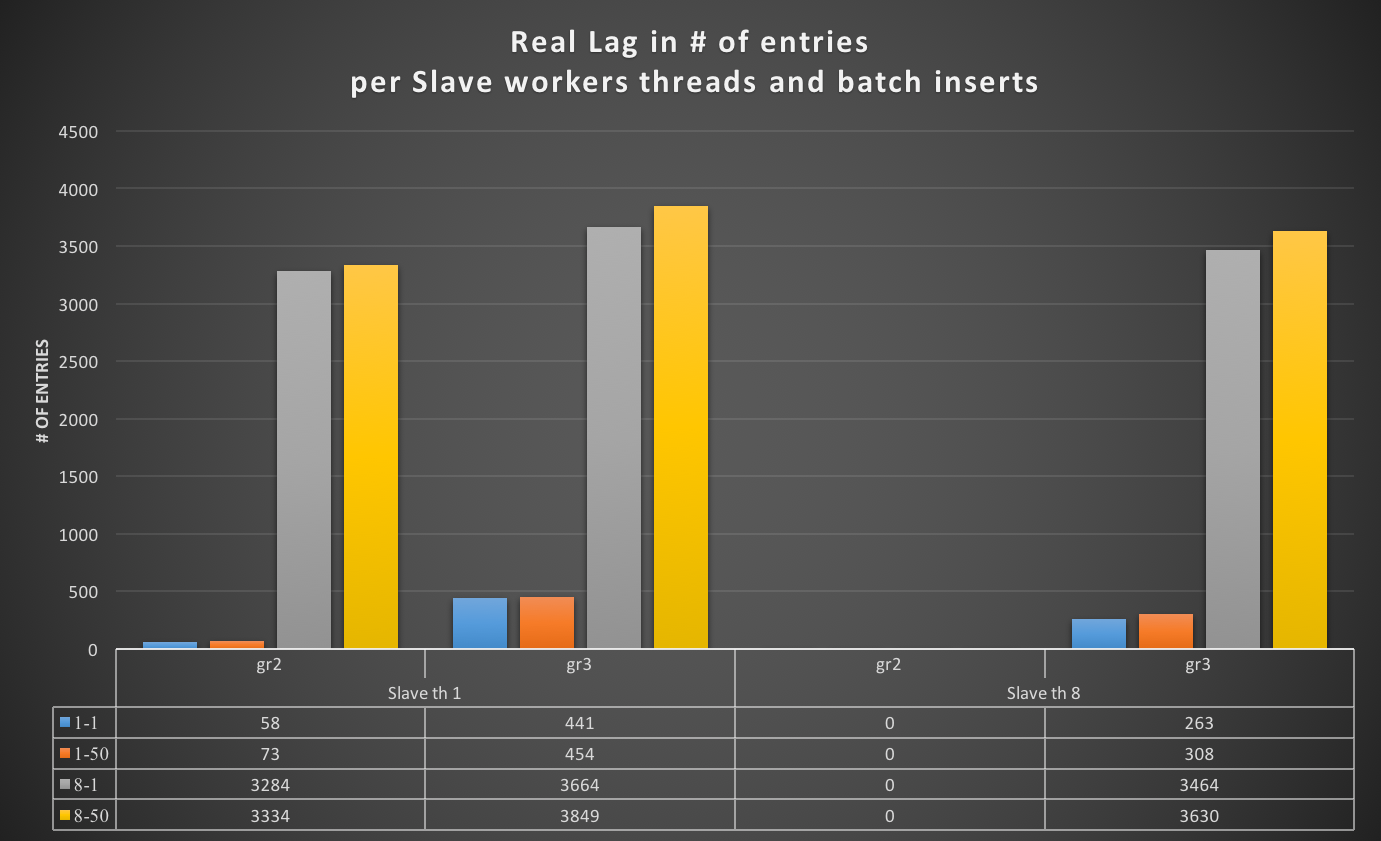 Real Lag in # of entries
per Slave workers threads and batch inserts
# OF ENTRIES
4500
4000
3500
3000
2500
2000
1500
1000
500
0
gr2 gr3 gr2 gr3
Slave th 1 Slave th 8
1-1 58 441 0 263
1-50 73 454 0 308
8-1 3284 3664 0 3464
8-50 3334 3849 0 3630